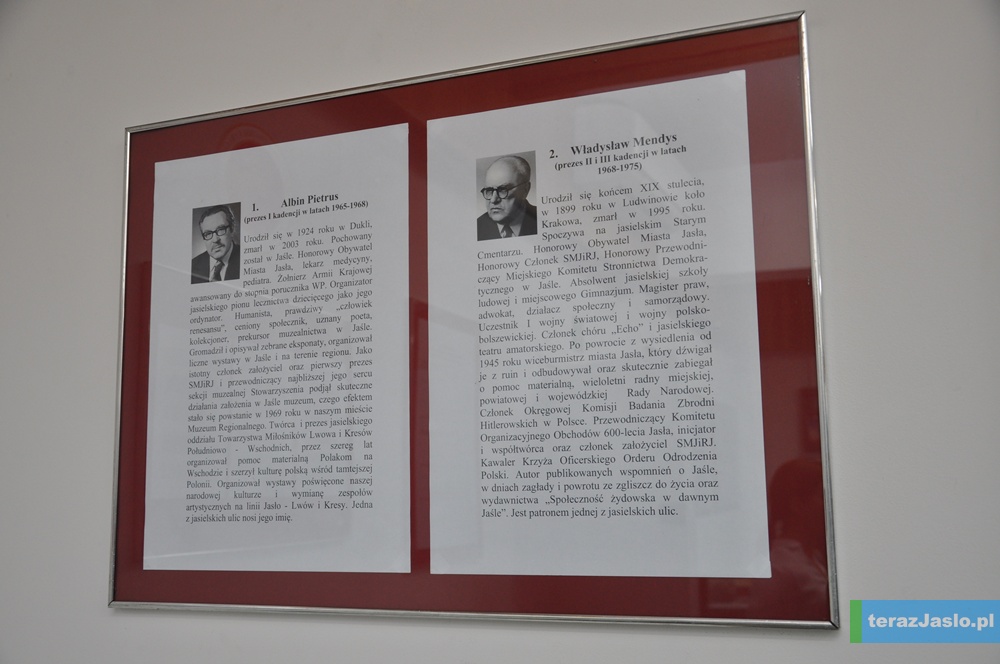 1. Albin Pietrus
(prezes I kadencji w latach 1965-1968)
Urodził się w 1924 roku w Dukli,
zmarł w 2003 roku. Pochowany
został w Jaśle. Honorowy Obywatel
Miasta Jasła, lekarz medycyny,
pediatra. Żołnierz Armii Krajowej
awansowany do stopnia porucznika WP. Organizator
jasielskiego pionu lecznictwa dziecięcego jako jego
ordynator. Humanista, prawdziwy „człowiek
renesansu”, ceniony społecznik, uznany poeta,
kolekcjoner, prekursor muzealnictwa w Jaśle.
Gromadził i opisywał zebrane eksponaty, organizował
liczne wystawy w Jaśle i na terenie regionu. Jako
istotny członek założyciel oraz pierwszy prezes
SMJiRJ i przewodniczący najbliższej jego sercu
sekcji muzealnej Stowarzyszenia podjął skuteczne
działania założenia w Jaśle muzeum, czego efektem
stało się powstanie w 1969 roku w naszym mieście
Muzeum Regionalnego. Twórca i prezes jasielskiego
oddziału Towarzystwa Miłośników Lwowa i Kresów
Południowo - Wschodnich, przez szereg lat
organizował pomoc materialną Polakom na
Wschodzie i szerzył kulturę polską wśród tamtejszej
Polonii. Organizował wystawy poświęcone naszej
narodowej kulturze i wymianę zespołów
artystycznych na linii Jasło - Lwów i Kresy. Jedna
z jasielskich ulic nosi jego imię.
2. Władysław Mendys
(prezes II i III kadencji w latach
1968-1975)
Urodził się końcem XIX stulecia,
w 1899 roku w Ludwinowie koło
Krakowa, zmarł w 1995 roku.
Spoczywa na jasielskim Starym
Cmentarzu. Honorowy Obywatel Miasta Jasła,
Honorowy Członek SMJiRJ, Honorowy Przewodni-
czący Miejskiego Komitetu Stronnictwa Demokra-
tycznego w Jaśle. Absolwent jasielskiej szkoły
ludowej i miejscowego Gimnazjum. Magister praw,
adwokat, działacz społeczny i samorządowy.
Uczestnik I wojny światowej i wojny polsko-
bolszewickiej. Członek chóru „Echo” i jasielskiego
teatru amatorskiego. Po powrocie z wysiedlenia od
1945 roku wiceburmistrz miasta Jasła, który dźwigał
je z ruin i odbudowywał oraz skutecznie zabiegał
o pomoc materialną, wieloletni radny miejskiej,
powiatowej i wojewódzkiej Rady Narodowej.
Członek Okręgowej Komisji Badania Zbrodni
Hitlerowskich w Polsce. Przewodniczący Komitetu
Organizacyjnego Obchodów 600-lecia Jasła, inicjator
i współtwórca oraz członek założyciel SMJiRJ.
Kawaler Krzyża Oficerskiego Orderu Odrodzenia
Polski. Autor publikowanych wspomnień o Jaśle,
w dniach zagłady i powrotu ze zgliszcz do życia oraz
wydawnictwa „Społeczność żydowska w dawnym
Jaśle”. Jest patronem jednej z jasielskich ulic.
terazJaslo.pl